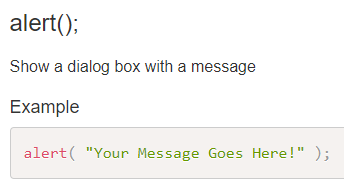 alert();
Show a dialog box with a message
Example
alert( "Your Message Goes Here!" );